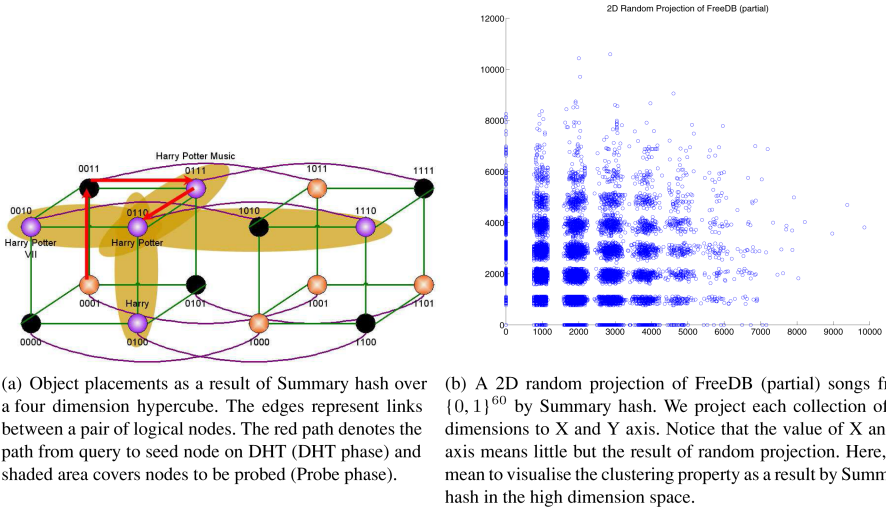 Harry Potter Music
0011
0111
1011
1111
0010
0110
1010
1110
Harry Potter
VII
Harry Potter
0001
Harry
0101
1001
1101
0000
0100
1000
1100
(a) Object placements as a result of Summary hash over
a four dimension hypercube. The edges represent links
between a pair of logical nodes. The red path denotes the
path from query to seed node on DHT (DHT phase) and
shaded area covers nodes to be probed (Probe phase).
2D Random Projection of FreeDB (partial)
12000
12000
8000
6000
4000
2000
0
0
1000
2000
3000
4000
5000
6000
7000
8000
9000
10000
(b) A 2D random projection of FreeDB (partial) songs fr
{0, 1}^60 by Summary hash. We project each collection of
dimensions to X and Y axis. Notice that the value of X an
axis means little but the result of random projection. Here,
mean to visualise the clustering property as a result by Summ
hash in the high dimension space.